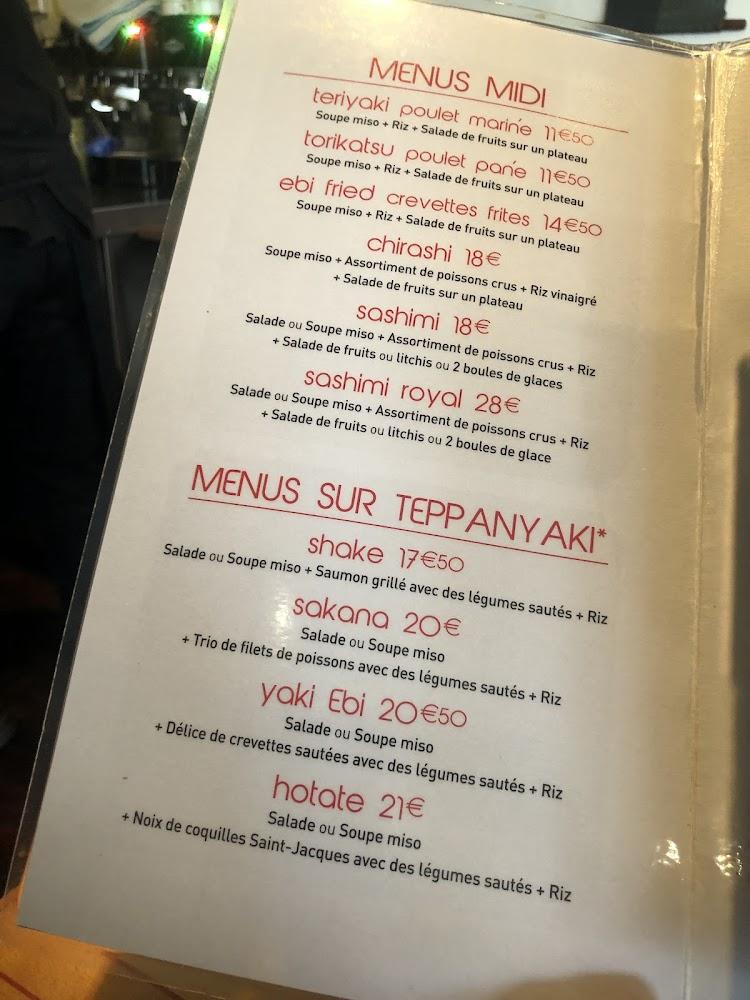 MENUS MIDI
teriyaki poulet mariné 11€50
Soupe miso + Riz + Salade de fruits sur un plateau
torikatsu poulet pané 11€50
Soupe miso + Riz + Salade de fruits sur un plateau
ebi fried crevettes frites 14€50
Soupe miso + Riz + Salade de fruits sur un plateau
chirashi 18€
Soupe miso + Assortiment de poissons crus + Riz vinaigré
+ Salade de fruits sur un plateau
sashimi 18€
Salade ou Soupe miso + Assortiment de poissons crus + Riz
+ Salade de fruits ou litchis ou 2 boules de glaces
sashimi royal 28€
Salade ou Soupe miso + Assortiment de poissons crus + Riz
+ Salade de fruits ou litchis ou 2 boules de glace
MENUS SUR TEPPANYAKI*
shake 17€50
Salade ou Soupe miso + Saumon grillé avec des légumes sautés + Riz
sakana 20€
Salade ou Soupe miso
+ Trio de filets de poissons avec des légumes sautés + Riz
yaki Ebi 20€50
Salade ou Soupe miso
+ Délice de crevettes sautées avec des légumes sautés + Riz
hotate 21€
Salade ou Soupe miso
+ Noix de coquilles Saint-Jacques avec des légumes sautés + Riz